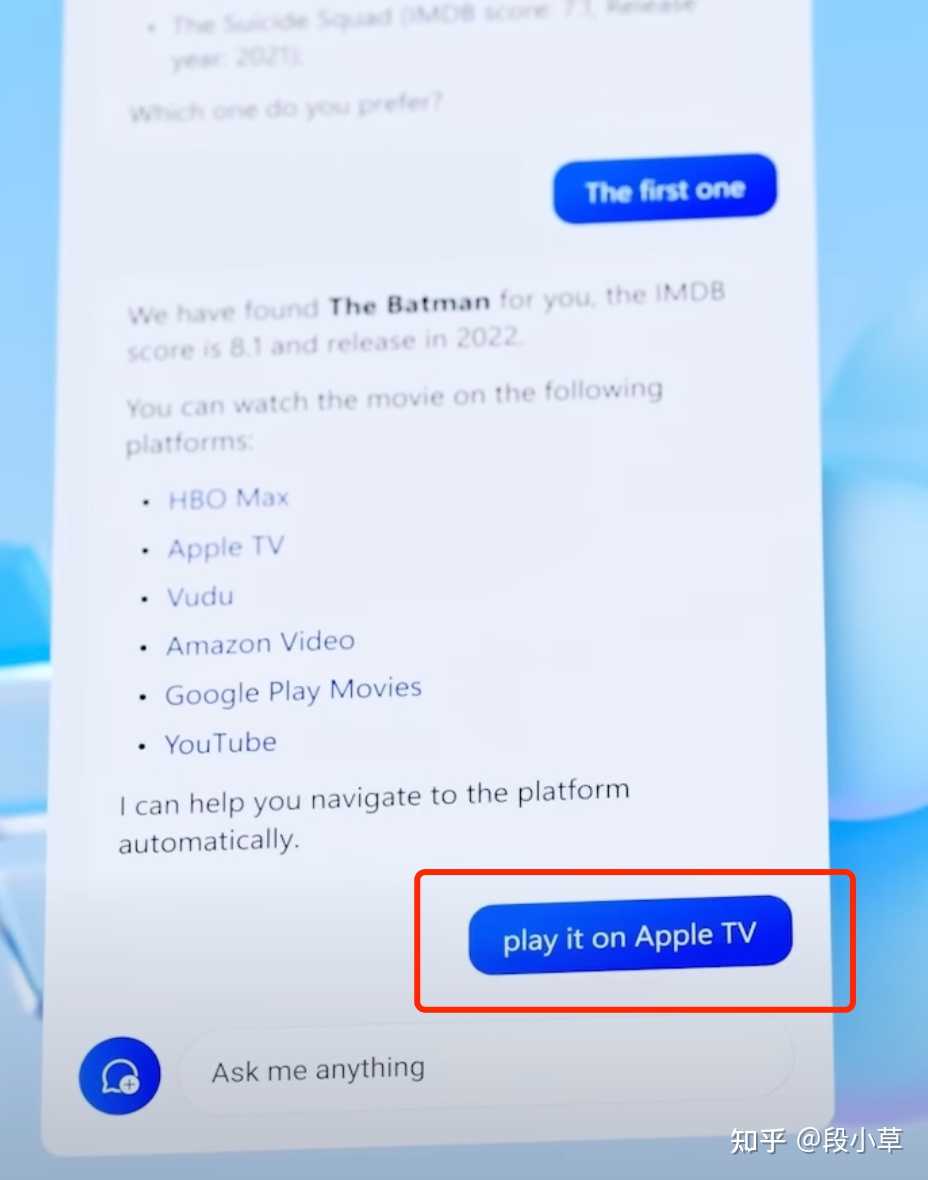 • The Suicide Squad (IMDB score: 7.1, Release
year: 2021);
Which one do you prefer?
The first one
We have found The Batman for you, the IMDB
score is 8.1 and release in 2022.
You can watch the movie on the following
platforms:
• HBO Max
• Apple TV
• Vudu
• Amazon Video
• Google Play Movies
• YouTube
I can help you navigate to the platform
automatically.
play it on Apple TV
Ask me anything
知乎 @段小草